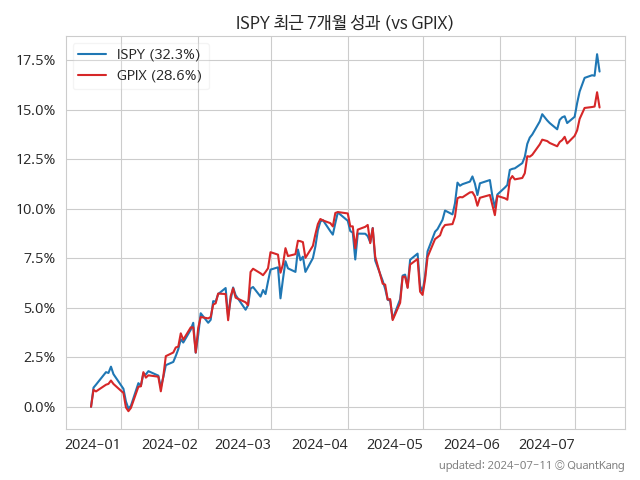 ISPY 최근 7개월 성과 (vs GPIX)
ISPY (32.3%)
GPIX (28.6%)
17.5%
15.0%
12.5%
10.0%
7.5%
5.0%
2.5%
0.0%
2024-01 2024-02 2024-03 2024-04 2024-05 2024-06 2024-07
updated: 2024-07-11 © QuantKang